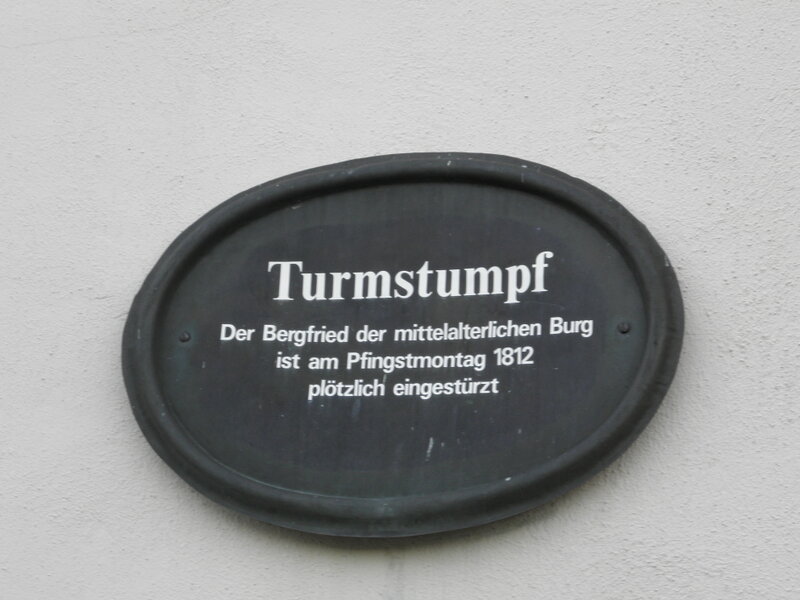 Turmstumpf
Der Bergfried der mittelalterlichen Burg
ist am Pfingstmontag 1812
plötzlich eingestürzt